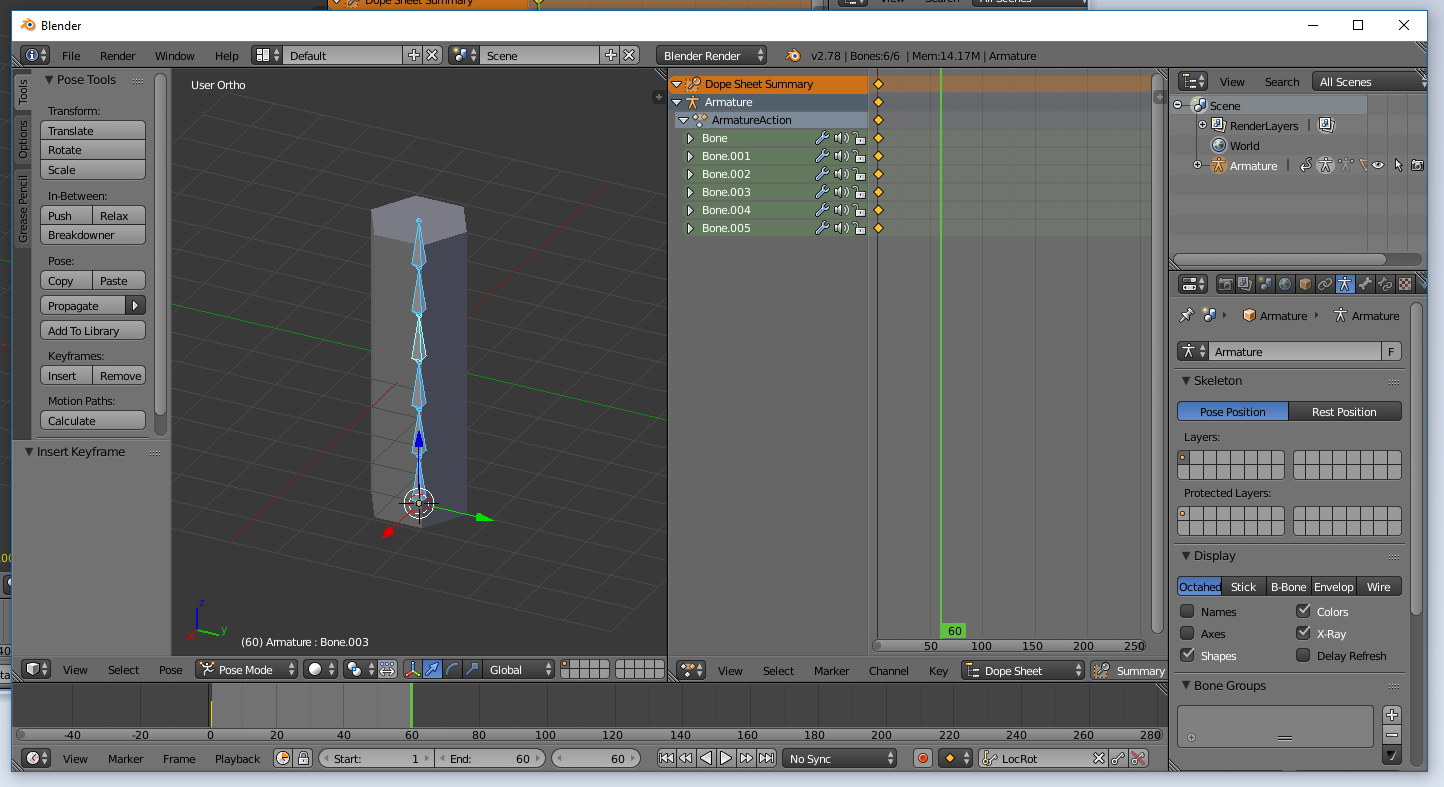 Dope Sheet Summary
View Search All Scenes
Blender
File Render Window Help Default Scene Blender Render v2.78 | Bones:6/6 | Mem:14.17M | Armature
Tools
Options
Grease Pencil
Pose Tools
Transform:
Translate
Rotate
Scale
In-Between:
Push Relax
Breakdowner
Pose:
Copy Paste
Propagate
Add To Library
Keyframes:
Insert Remove
Motion Paths:
Calculate
Insert Keyframe
User Ortho
z
y
(60) Armature : Bone.003
View Select Pose Pose Mode Global
Dope Sheet Summary
Armature
ArmatureAction
Bone
Bone.001
Bone.002
Bone.003
Bone.004
Bone.005
60
50 100 150 200 250
View Select Marker Channel Key Dope Sheet Summary
View Search All Scenes
Scene
RenderLayers |
World
Armature |
Armature Armature
Armature F
Skeleton
Pose Position Rest Position
Layers:
Protected Layers:
Display
Octahed Stick B-Bone Envelop Wire
Names Colors
Axes X-Ray
Shapes Delay Refresh
Bone Groups
-40 -20 0 20 40 60 80 100 120 140 160 180 200 220 240 260 280
View Marker Frame Playback Start: 1 End: 60 60 No Sync LocRot